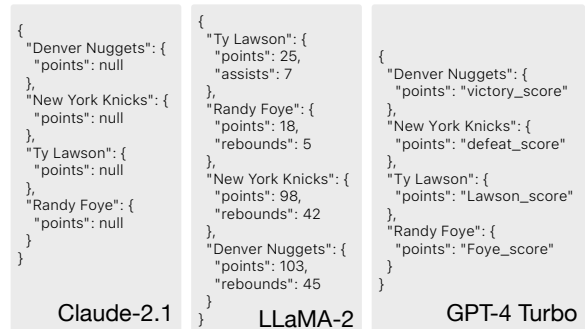 {
"Denver Nuggets": {
"points": null
},
"New York Knicks": {
"points": null
},
"Ty Lawson": {
"points": null
},
"Randy Foye": {
"points": null
}
}
Claude-2.1
{
"Ty Lawson": {
"points": 25,
"assists": 7
},
"Randy Foye": {
"points": 18,
"rebounds": 5
},
"New York Knicks": {
"points": 98,
"rebounds": 42
},
"Denver Nuggets": {
"points": 103,
"rebounds": 45
}
}
LLaMA-2
{
"Denver Nuggets": {
"points": "victory_score"
},
"New York Knicks": {
"points": "defeat_score"
},
"Ty Lawson": {
"points": "Lawson_score"
},
"Randy Foye": {
"points": "Foye_score"
}
}
GPT-4 Turbo